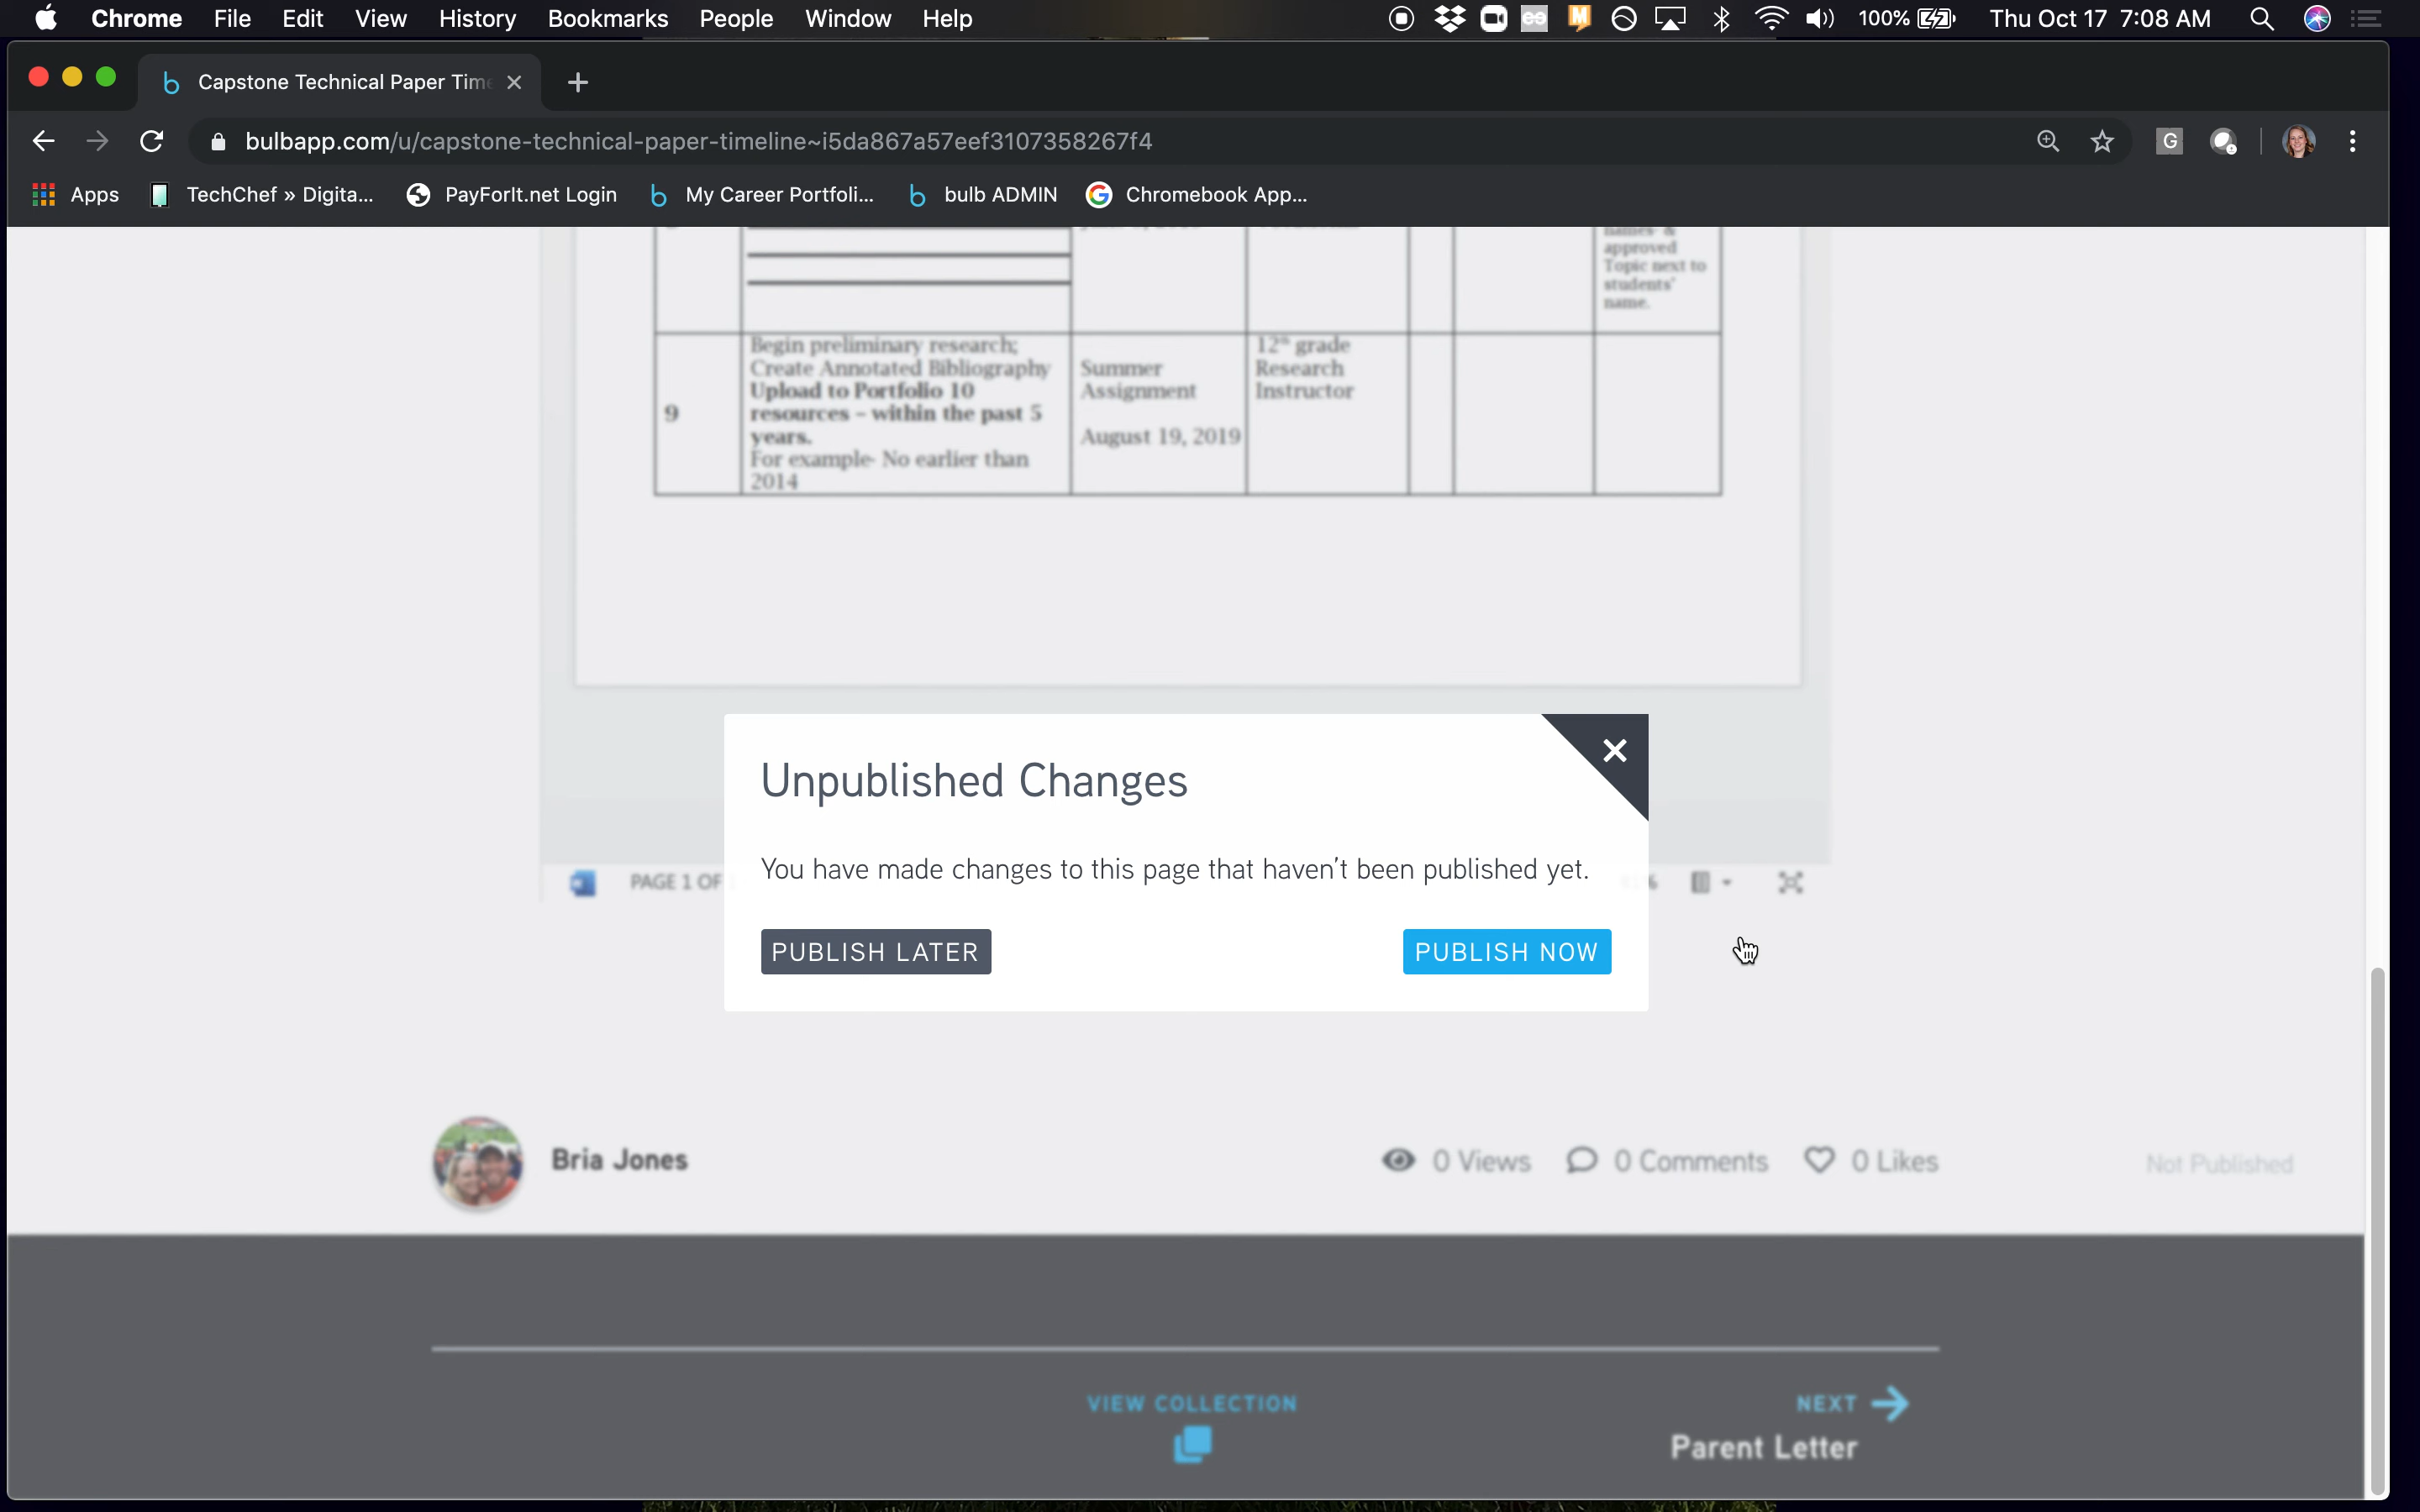 Chrome File Edit View History Bookmarks People Window Help 100% Thu Oct 17 7:08 AM
Capstone Technical Paper Time
bulbapp.com/u/capstone-technical-paper-timeline~i5da867a57eef3107358267f4
G
Apps TechChef » Digita... PayForIt.net Login My Career Portfoli... bulb ADMIN Chromebook App...
names- &
approved
Topic next to
students'
name.
9
Begin preliminary research;
Create Annotated Bibliography
Upload to Portfolio 10
resources – within the past 5
years.
For example- No earlier than
2014
Summer
Assignment
August 19, 2019
12th grade
Research
Instructor
Unpublished Changes
You have made changes to this page that haven't been published yet.
PAGE 1 OF
PUBLISH LATER
PUBLISH NOW
Bria Jones
0 Views
0 Comments
0 Likes
Not Published
VIEW COLLECTION
NEXT
Parent Letter